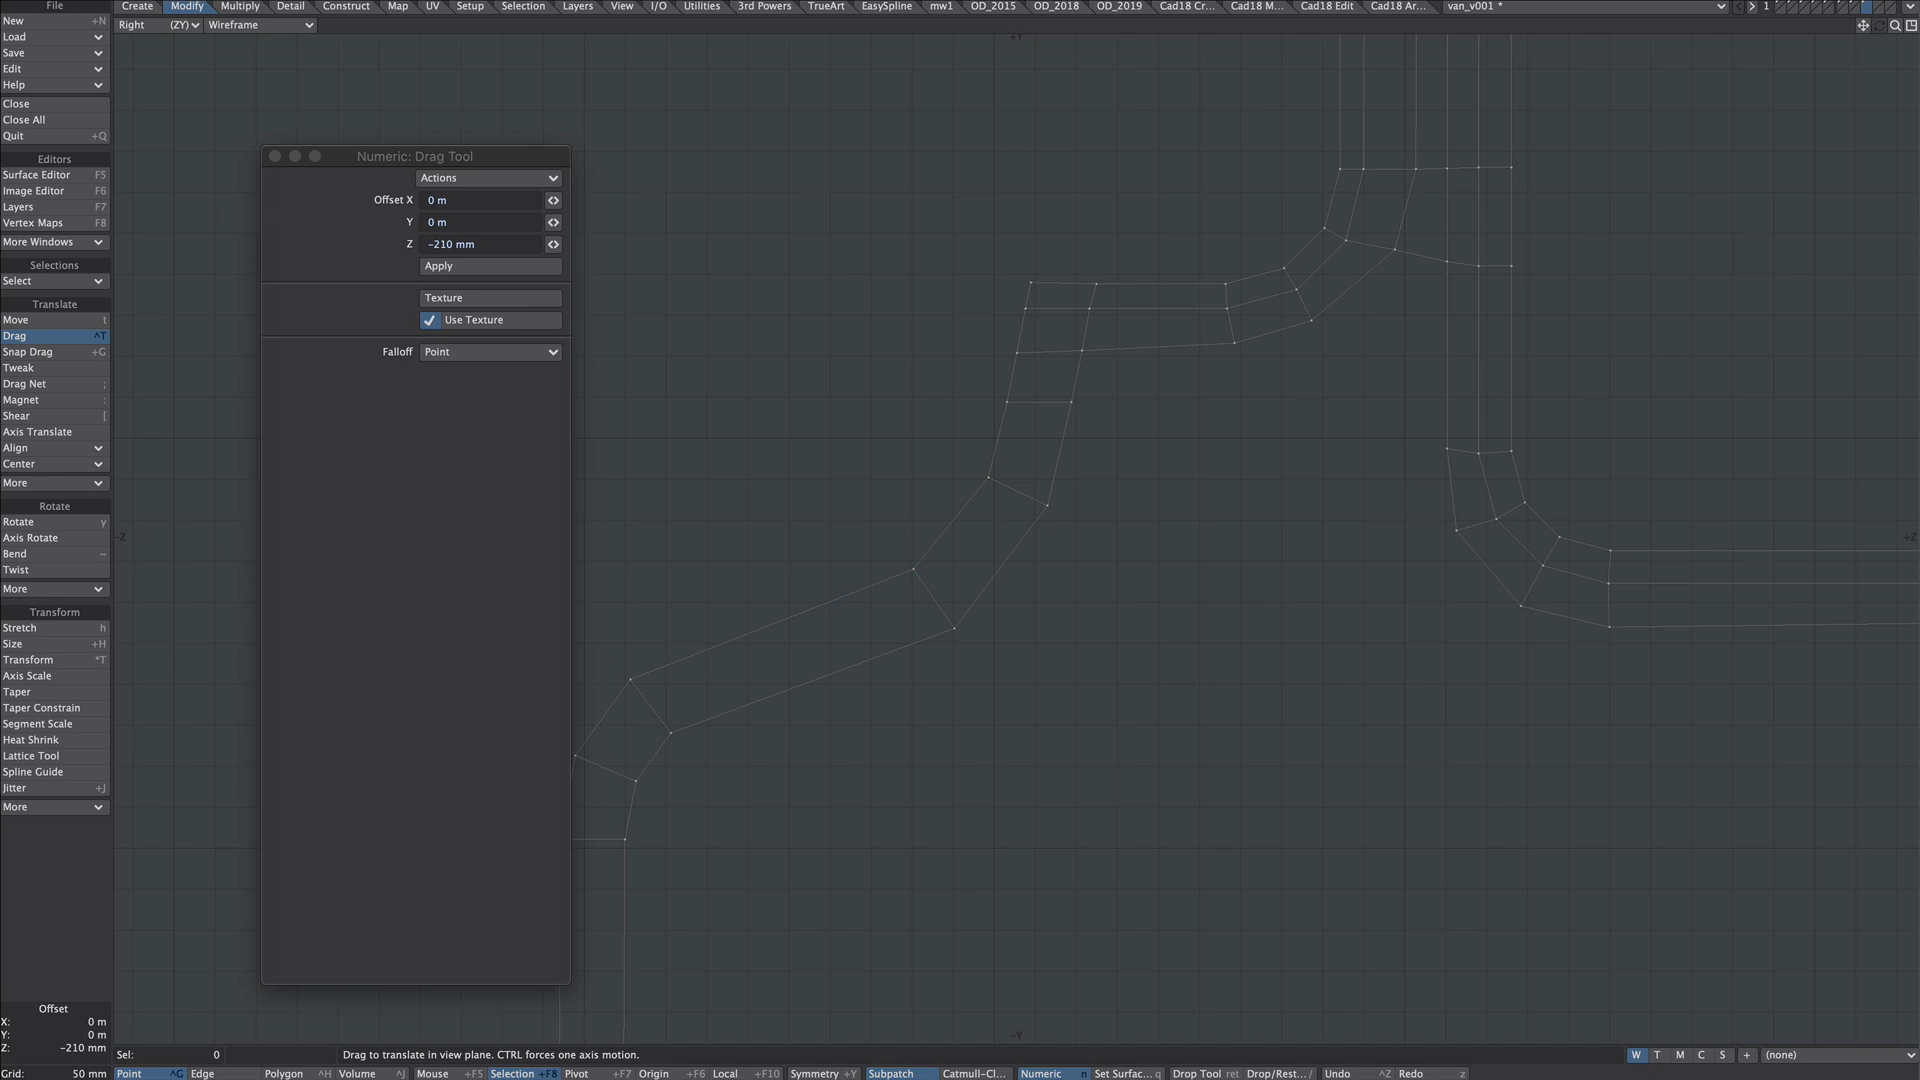 File Create Modify Multiply Detail Construct Map UV Setup Selection Layers View I/O Utilities 3rd Powers TrueArt EasySpline mw1 OD_2015 OD_2018 OD_2019 Cad18 Cr... Cad18 M... Cad18 Edit Cad18 Ar... van_v001 * 1
New +N Right (ZY) Wireframe
Load
Save
Edit
Help
Close
Close All
Quit +Q
Editors
Surface Editor F5
Image Editor F6
Layers F7
Vertex Maps F8
More Windows
Selections
Select
Translate
Move t
Drag ^T
Snap Drag +G
Tweak
Drag Net ;
Magnet :
Shear [
Axis Translate
Align
Center
More
Rotate
Rotate y
Axis Rotate
Bend ~
Twist
More
Transform
Stretch h
Size +H
Transform *T
Axis Scale
Taper
Taper Constrain
Segment Scale
Heat Shrink
Lattice Tool
Spline Guide
Jitter +J
More
Numeric: Drag Tool
Actions
Offset X 0 m
Y 0 m
Z -210 mm
Apply
Texture
Use Texture
Falloff Point
+Y
-Z
+Z
-Y
Offset
X: 0 m
Y: 0 m
Z: -210 mm
Sel: 0 Drag to translate in view plane. CTRL forces one axis motion. W T M C S + (none)
Grid: 50 mm Point ^G Edge Polygon ^H Volume ^J Mouse +F5 Selection +F8 Pivot +F7 Origin +F6 Local +F10 Symmetry +Y Subpatch Catmull-Cl... Numeric n Set Surfac... q Drop Tool ret Drop/Rest... / Undo ^Z Redo z